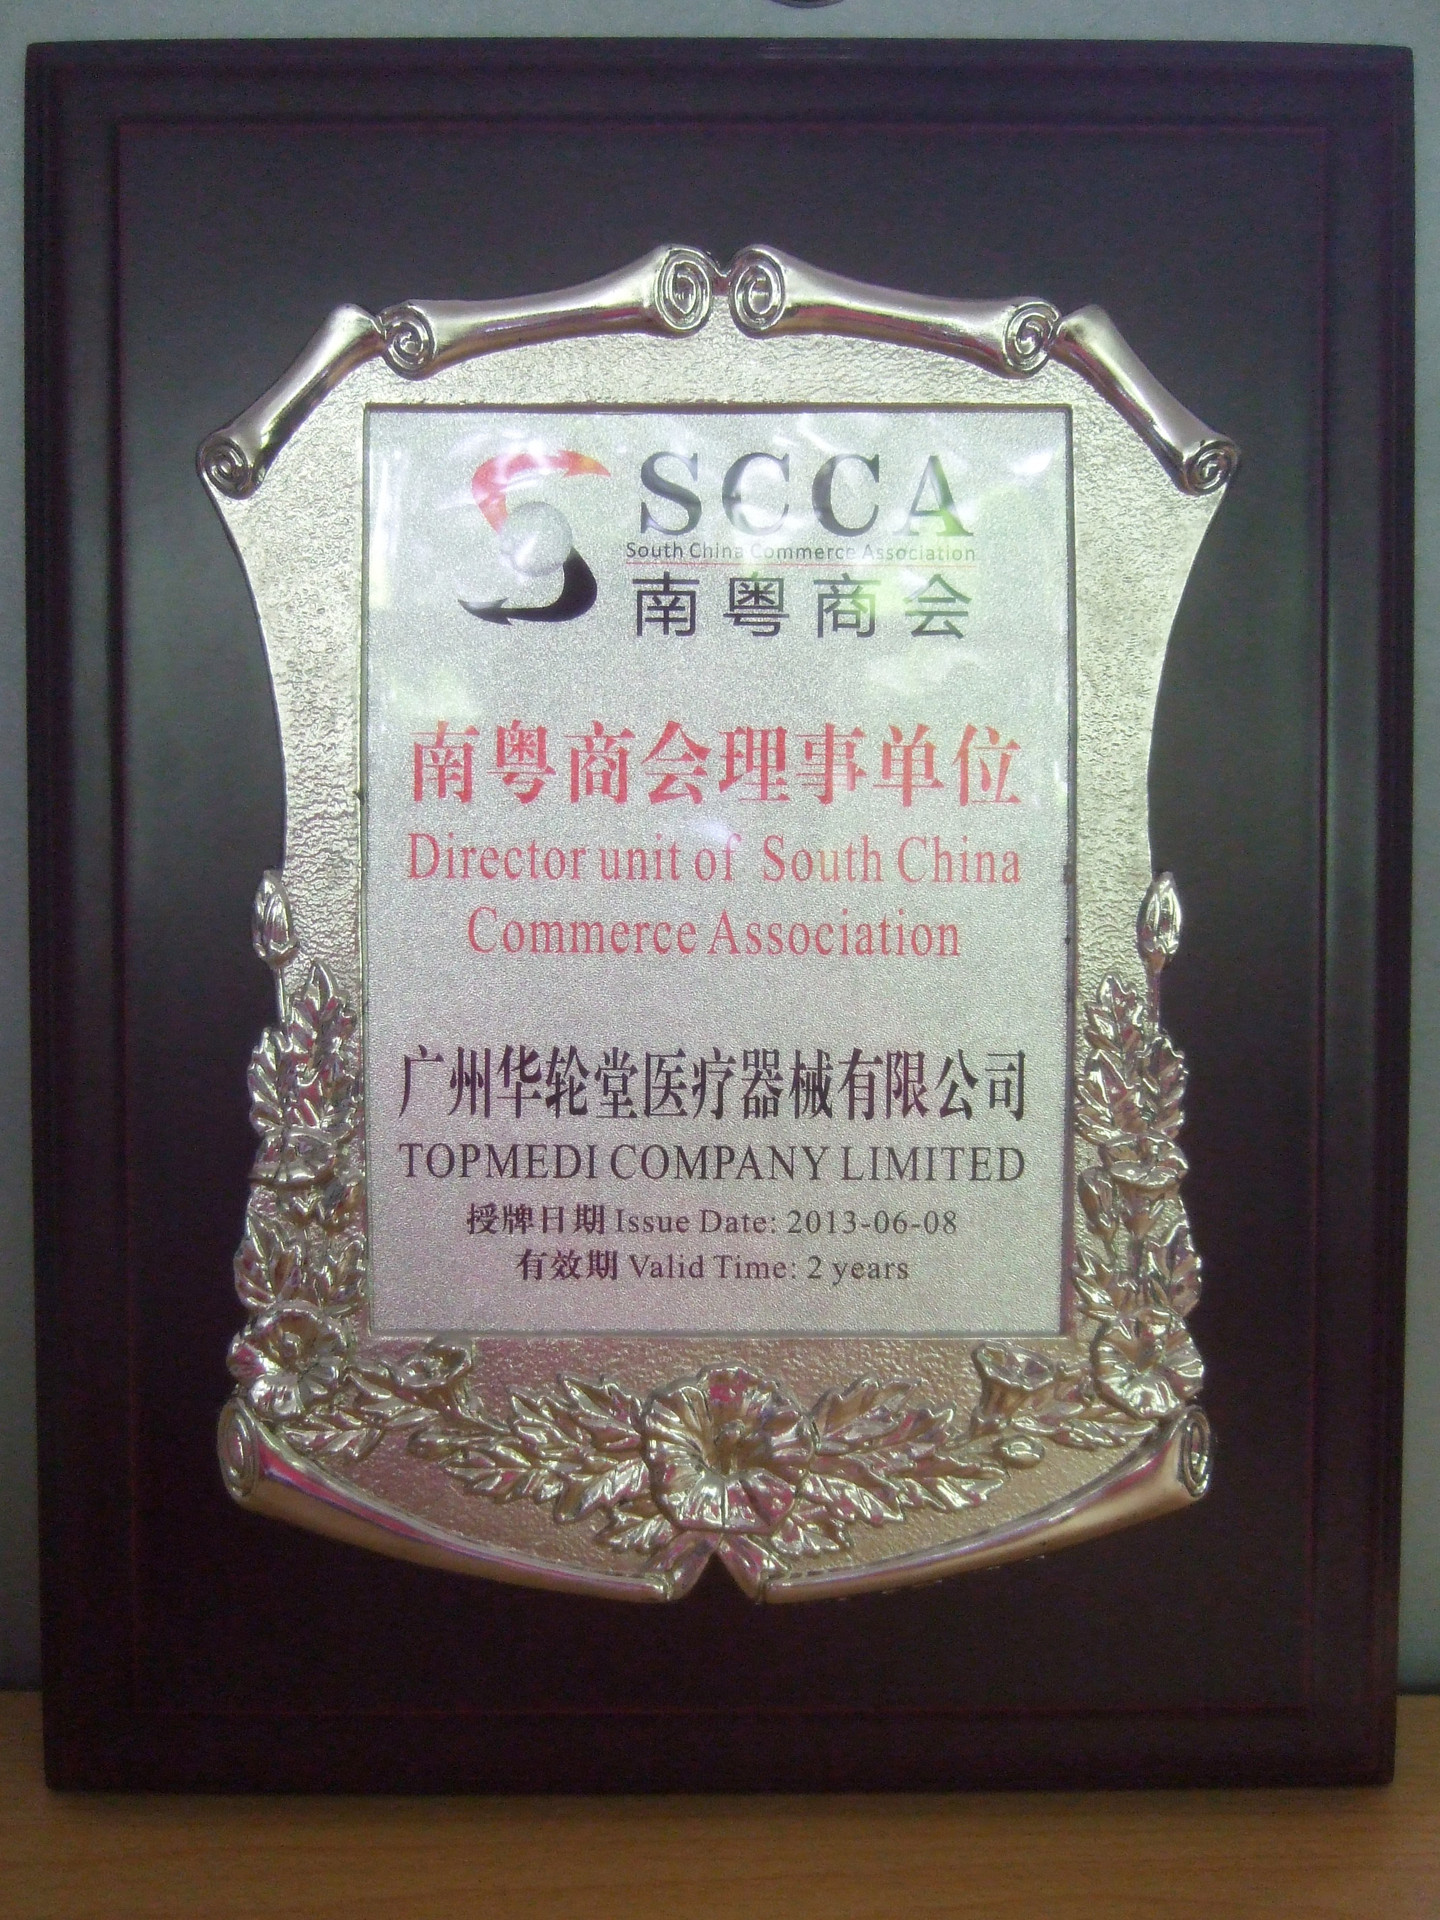 SCCA
South China Commerce Association
南粤商会
南粤商会理事单位
Director unit of South China
Commerce Association
广州华轮堂医疗器械有限公司
TOPMEDI COMPANY LIMITED
授牌日期 Issue Date: 2013-06-08
有效期 Valid Time: 2 years